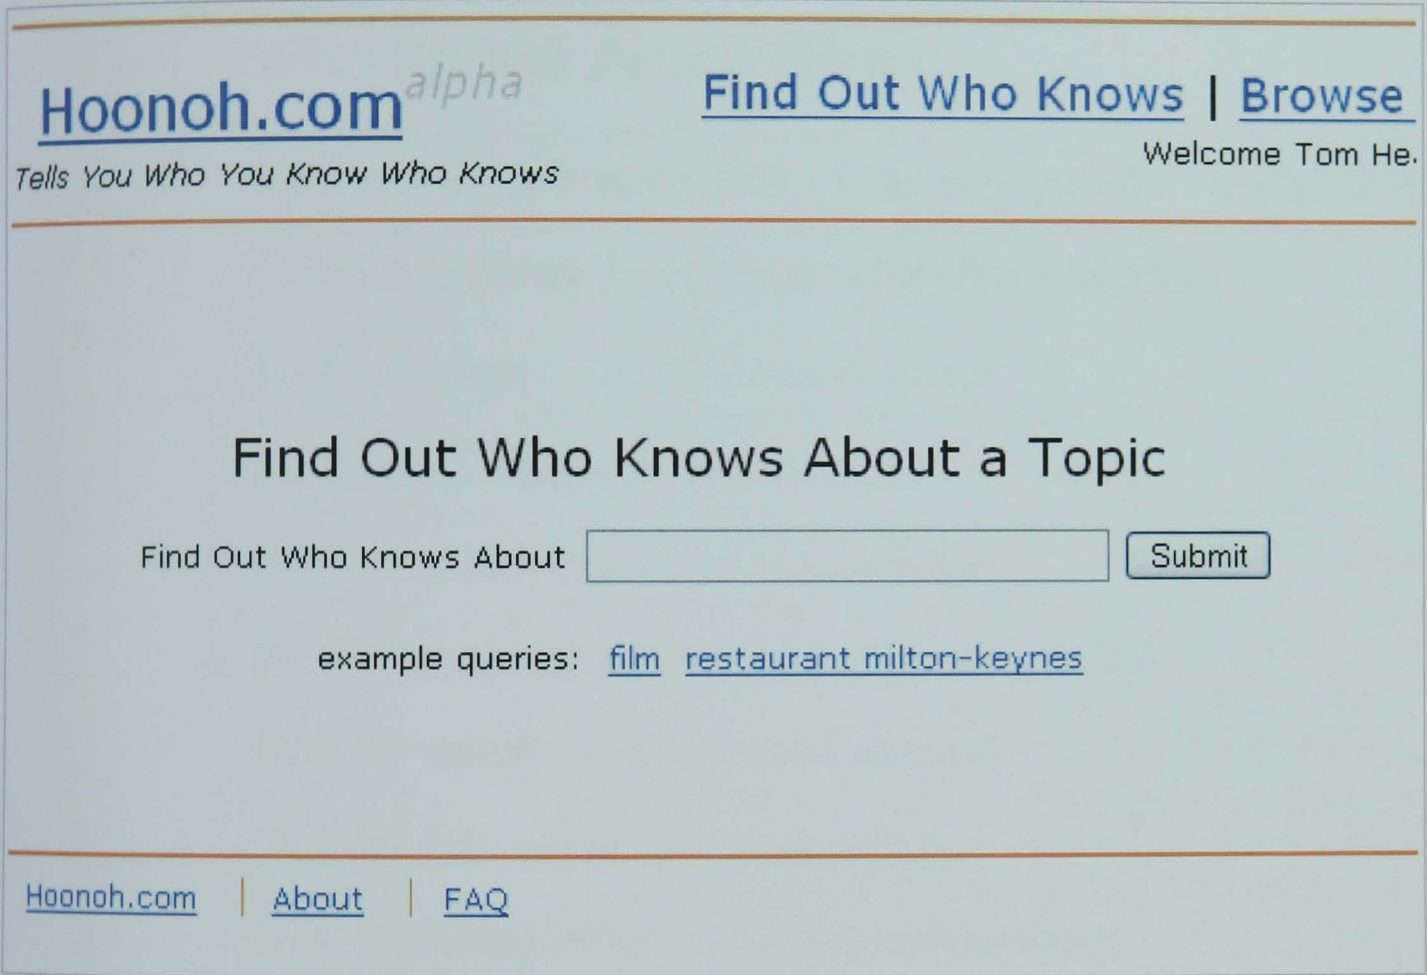 Hoonoh.com alpha
Find Out Who Knows | Browse
Tells You Who You Know Who Knows
Welcome Tom He
Find Out Who Knows About a Topic
Find Out Who Knows About Submit
example queries: film restaurant milton-keynes
Hoonoh.com | About | FAQ